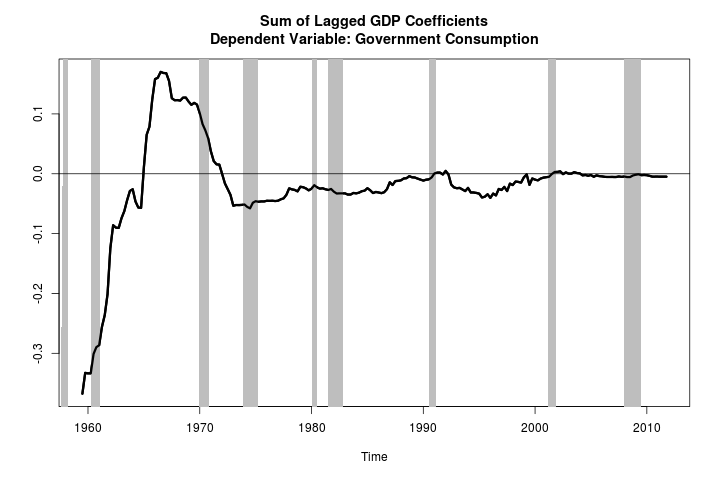 Sum of Lagged GDP Coefficients
Dependent Variable: Government Consumption
0.1
0.0
-0.1
-0.2
-0.3
1960 1970 1980 1990 2000 2010
Time